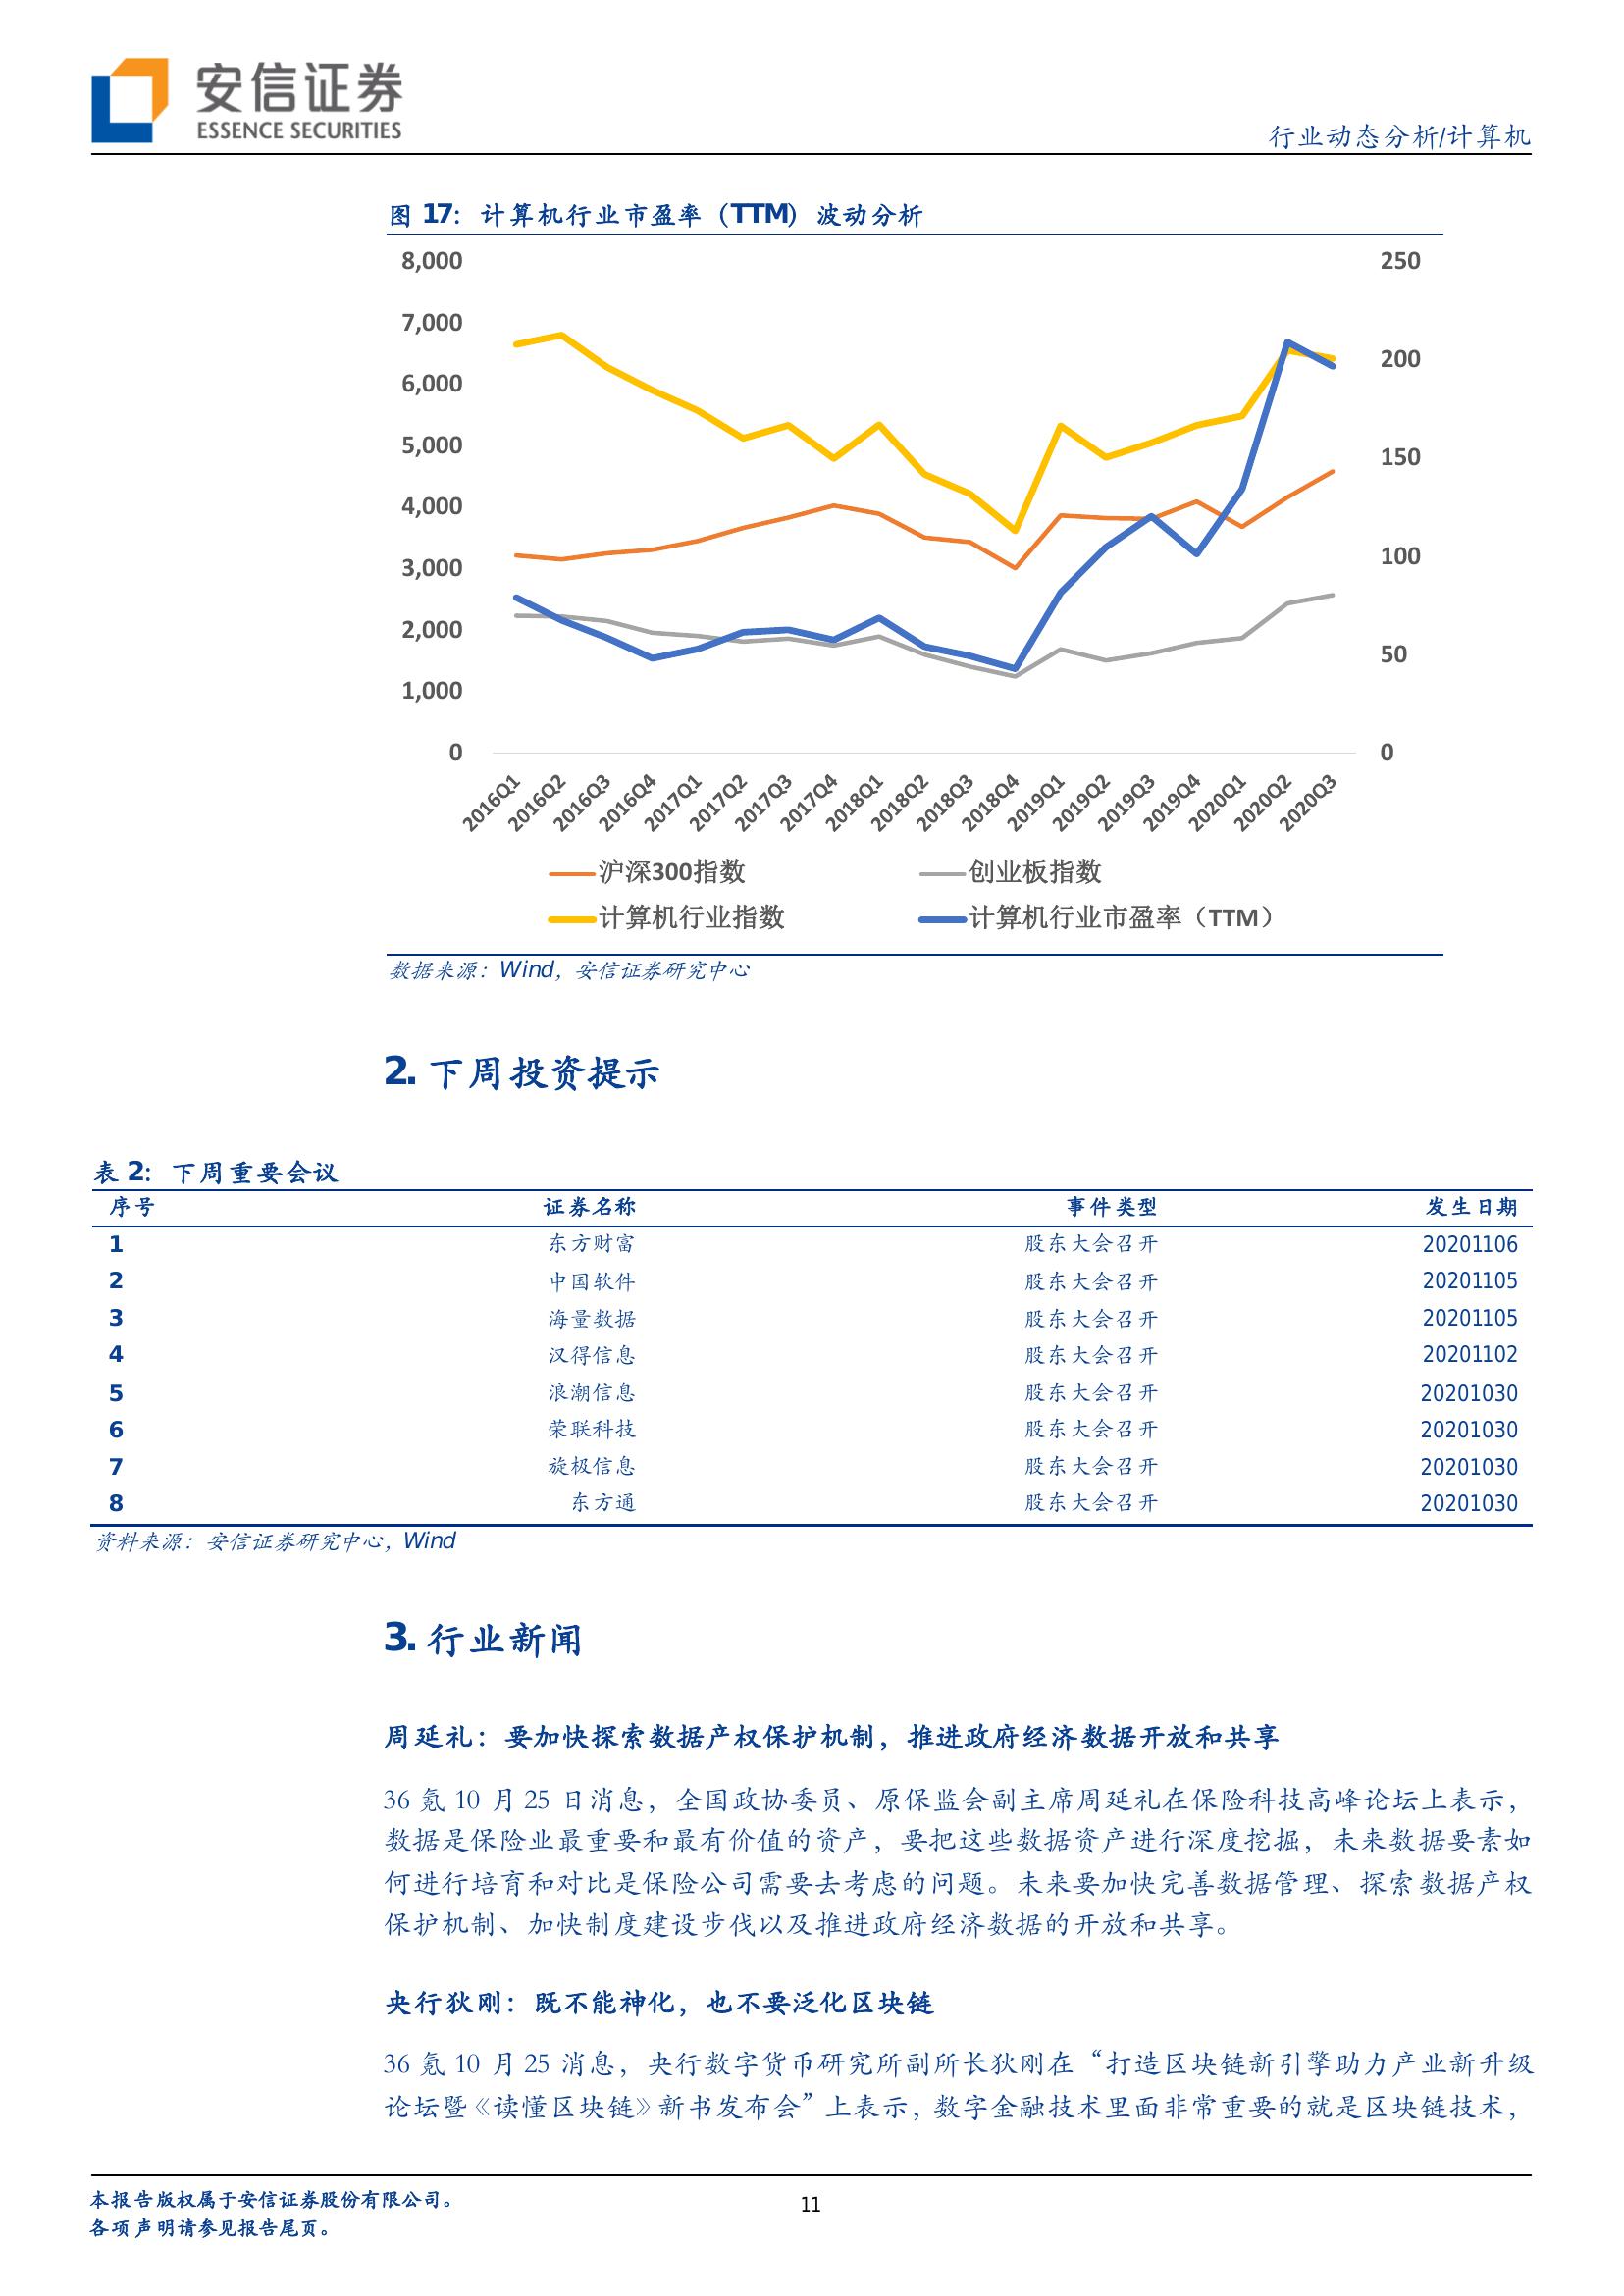 安信证券
ESSENCE SECURITIES
行业动态分析/计算机
图 17：计算机行业市盈率（TTM）波动分析
8,000
7,000
6,000
5,000
4,000
3,000
2,000
1,000
0
250
200
150
100
50
0
2016Q1
2016Q2
2016Q3
2016Q4
2017Q1
2017Q2
2017Q3
2017Q4
2018Q1
2018Q2
2018Q3
2018Q4
2019Q1
2019Q2
2019Q3
2019Q4
2020Q1
2020Q2
2020Q3
沪深300指数 创业板指数
计算机行业指数 计算机行业市盈率（TTM）
数据来源：Wind，安信证券研究中心
2. 下周投资提示
表 2：下周重要会议
序号 证券名称 事件类型 发生日期
1 东方财富 股东大会召开 20201106
2 中国软件 股东大会召开 20201105
3 海量数据 股东大会召开 20201105
4 汉得信息 股东大会召开 20201102
5 浪潮信息 股东大会召开 20201030
6 荣联科技 股东大会召开 20201030
7 旋极信息 股东大会召开 20201030
8 东方通 股东大会召开 20201030
资料来源：安信证券研究中心，Wind
3. 行业新闻
周延礼：要加快探索数据产权保护机制，推进政府经济数据开放和共享
36 氪 10 月 25 日消息，全国政协委员、原保监会副主席周延礼在保险科技高峰论坛上表示，
数据是保险业最重要和最有价值的资产，要把这些数据资产进行深度挖掘，未来数据要素如
何进行培育和对比是保险公司需要去考虑的问题。未来要加快完善数据管理、探索数据产权
保护机制、加快制度建设步伐以及推进政府经济数据的开放和共享。
央行狄刚：既不能神化，也不要泛化区块链
36 氪 10 月 25 消息，央行数字货币研究所副所长狄刚在“打造区块链新引擎助力产业新升级
论坛暨《读懂区块链》新书发布会”上表示，数字金融技术里面非常重要的就是区块链技术，
本报告版权属于安信证券股份有限公司。
各项声明请参见报告尾页。
11